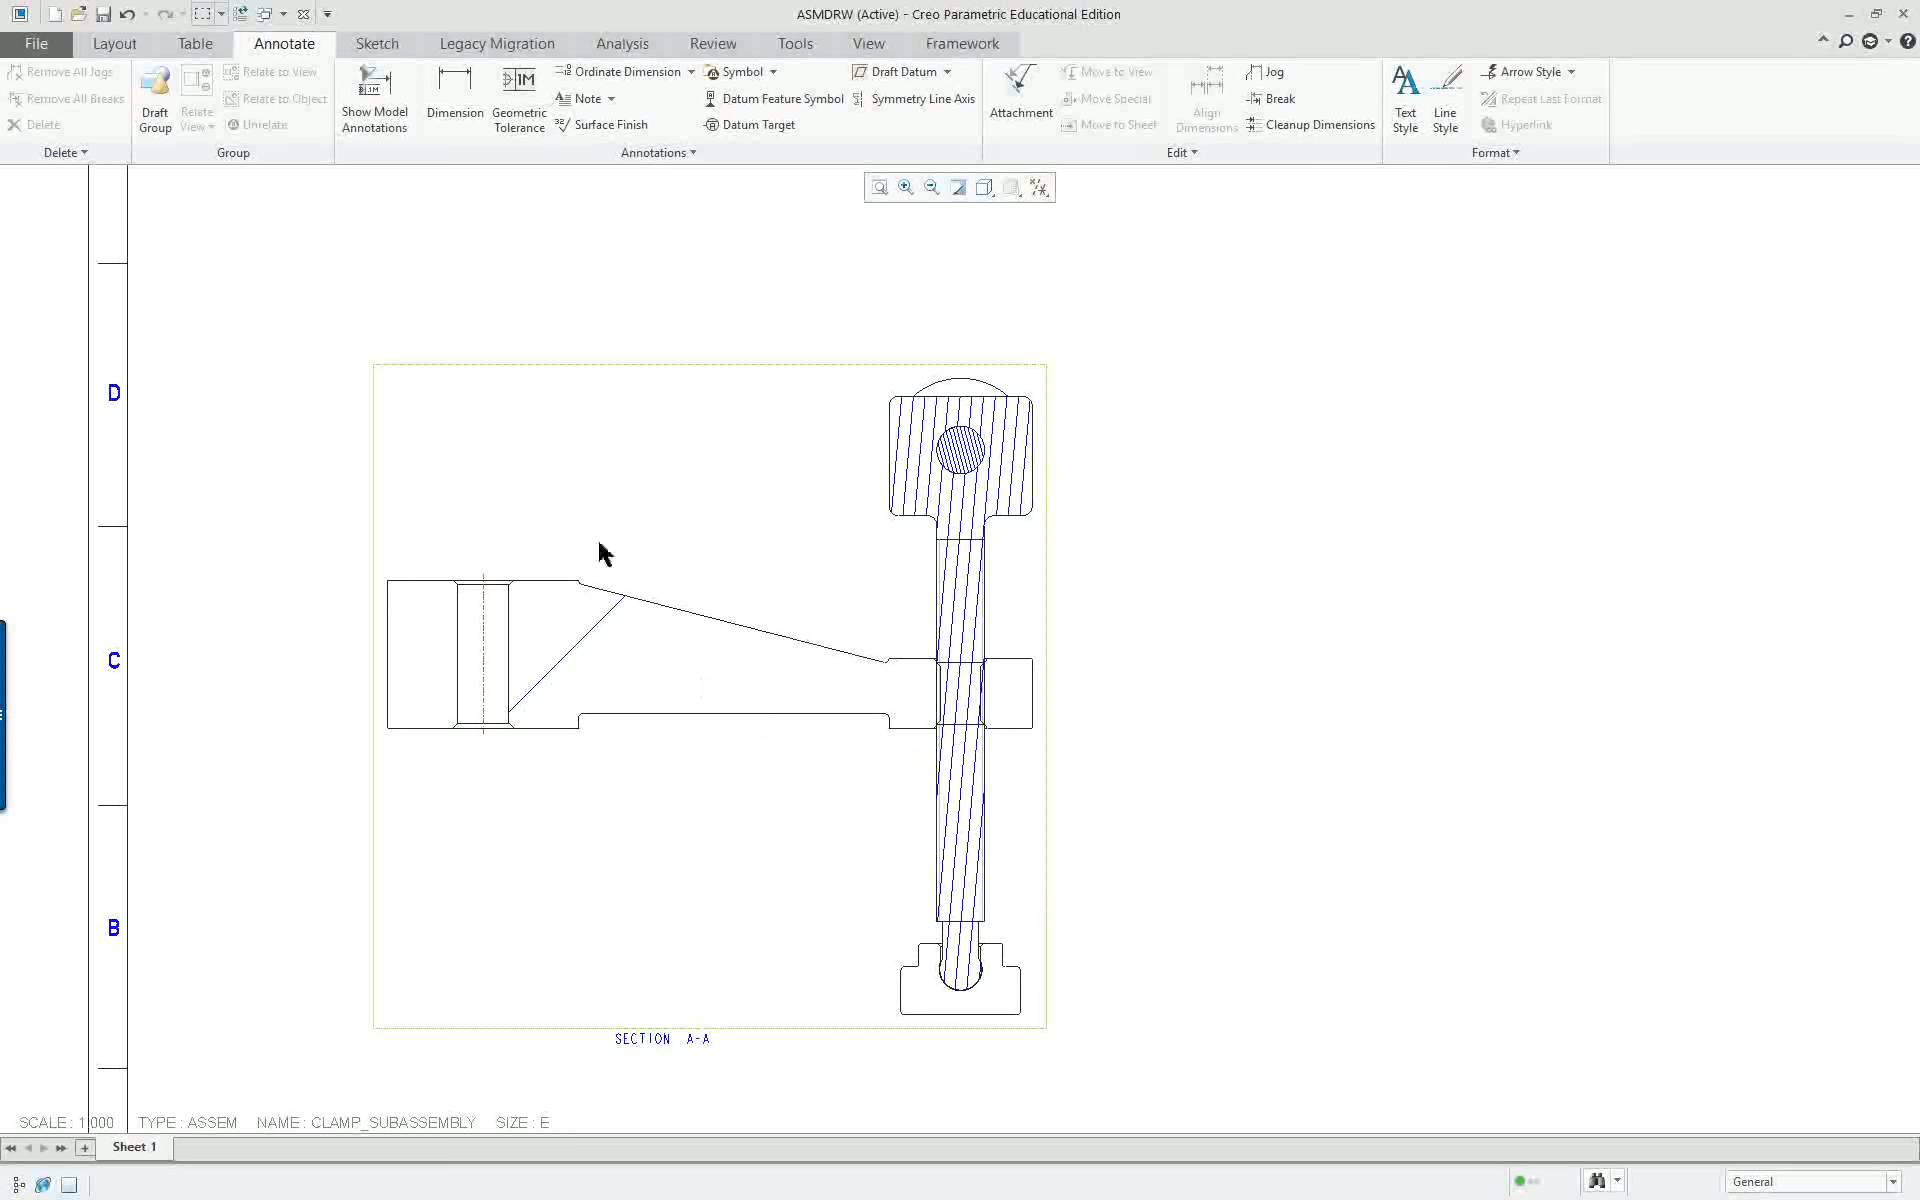 ASMDRW (Active) - Creo Parametric Educational Edition
File Layout Table Annotate Sketch Legacy Migration Analysis Review Tools View Framework
Remove All Jogs
Remove All Breaks
Delete
Delete
Draft Group
Relate View
Relate to View
Relate to Object
Unrelate
Group
Show Model Annotations
Dimension
Geometric Tolerance
Ordinate Dimension
Note
Surface Finish
Symbol
Datum Feature Symbol
Datum Target
Draft Datum
Symmetry Line Axis
Annotations
Attachment
Move to View
Move Special
Move to Sheet
Align Dimensions
Jog
Break
Cleanup Dimensions
Edit
Text Style
Line Style
Arrow Style
Repeat Last Format
Hyperlink
Format
D
C
B
SECTION A-A
SCALE : 1.000 TYPE : ASSEM NAME : CLAMP_SUBASSEMBLY SIZE : E
Sheet 1
General